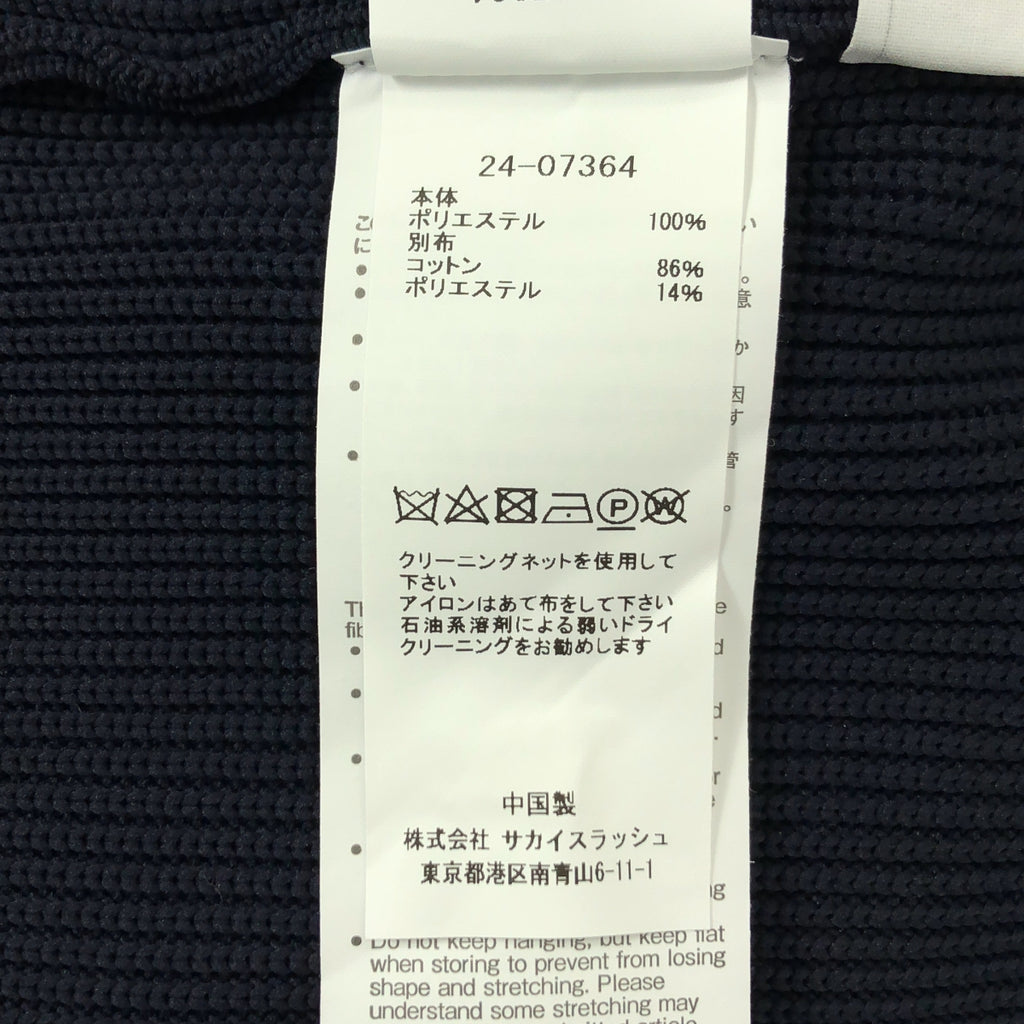 24-07364
本体
ポリエステル 100%
別布
コットン 86%
ポリエステル 14%
P
W
クリーニングネットを使用して
下さい
アイロンはあて布をして下さい
石油系溶剤による弱いドライ
クリーニングをお勧めします
中国製
株式会社 サカイスラッシュ
東京都港区南青山6-11-1
Do not keep hanging, but keep flat
when storing to prevent from losing
shape and stretching. Please
understand some stretching may